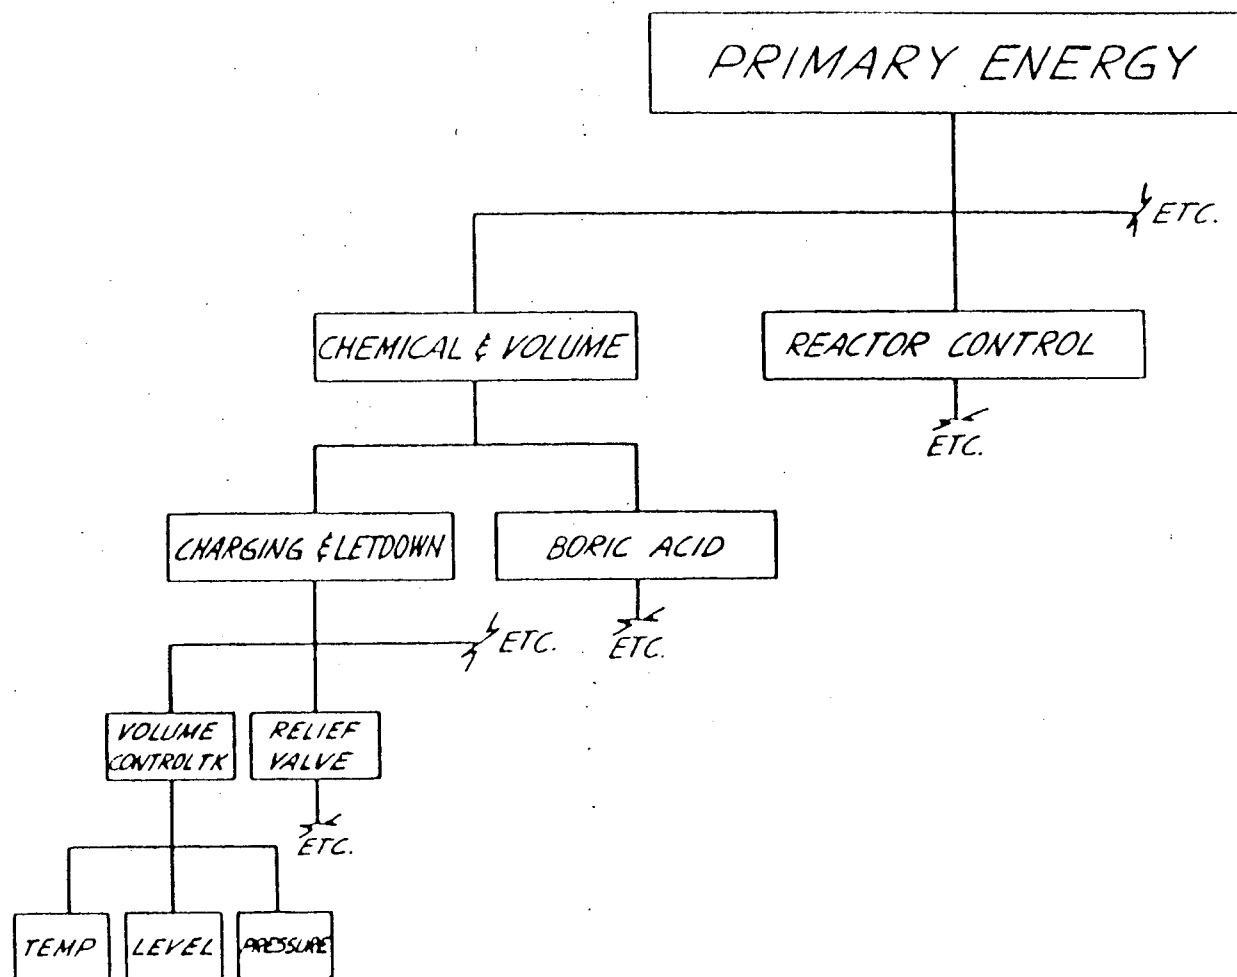 PRIMARY ENERGY
ETC.
CHEMICAL & VOLUME
REACTOR CONTROL
ETC.
CHARGING & LETDOWN
BORIC ACID
ETC.
ETC.
VOLUME
CONTROL TK
RELIEF
VALVE
ETC.
TEMP
LEVEL
PRESSURE